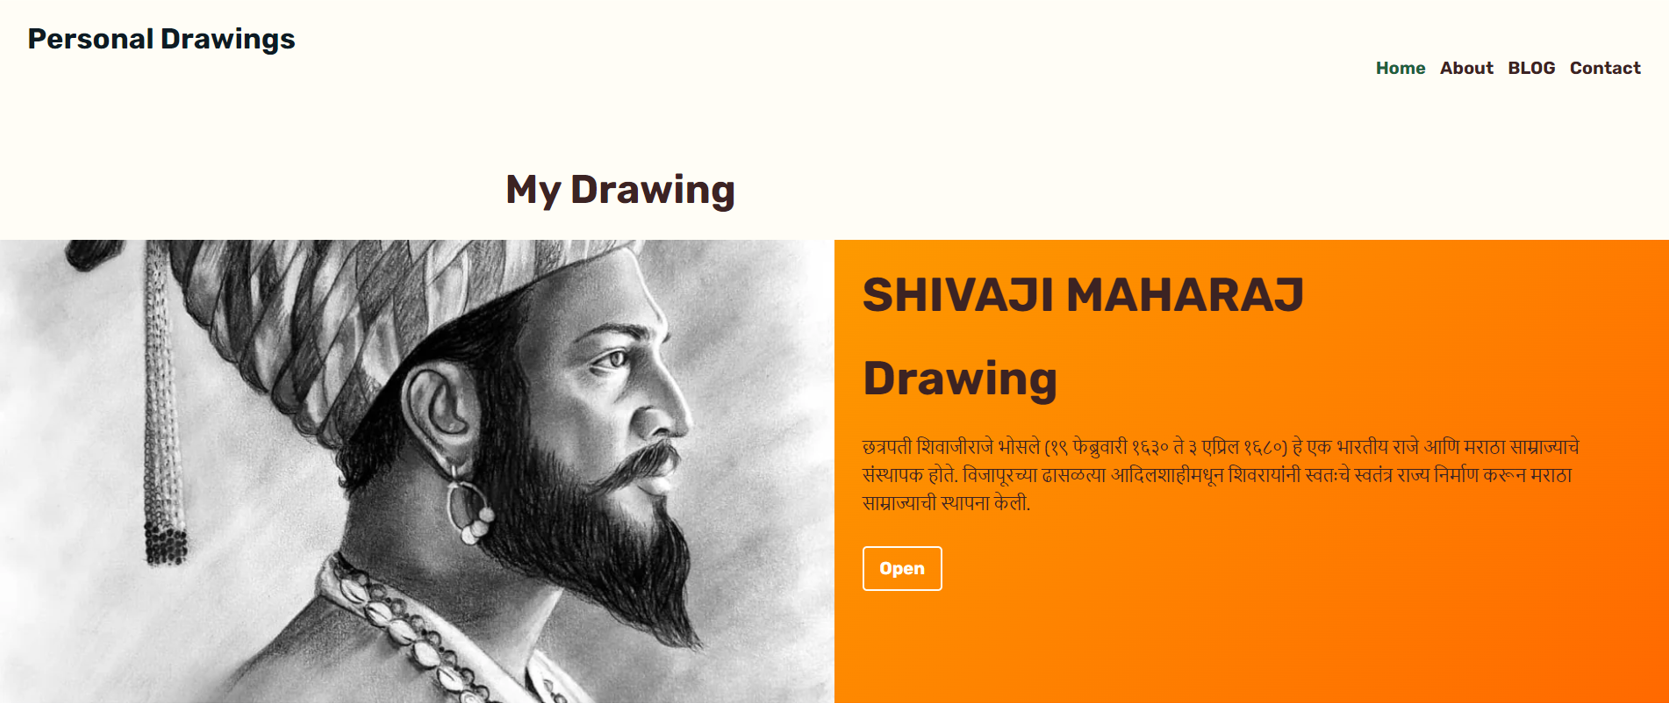 Personal Drawings
Home About BLOG Contact
My Drawing
SHIVAJI MAHARAJ
Drawing
छत्रपती शिवाजीराजे भोसले (१९ फेब्रुवारी १६३० ते ३ एप्रिल १६८०) हे एक भारतीय राजे आणि मराठा साम्राज्याचे
संस्थापक होते. विजापूरच्या ढासळत्या आदिलशाहीमधून शिवरायांनी स्वतःचे स्वतंत्र राज्य निर्माण करून मराठा
साम्राज्याची स्थापना केली.
Open